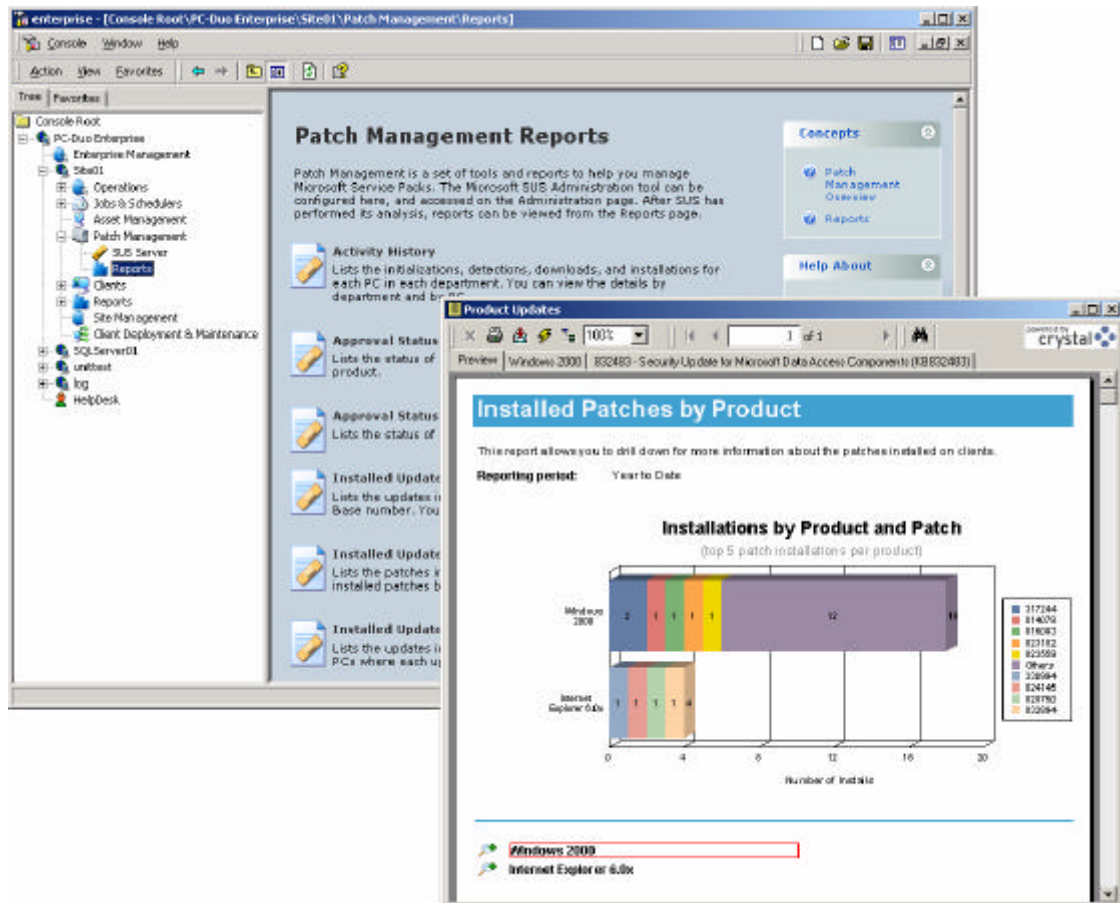 enterprise - [Console Root\PC-Duo Enterprise\Site01\Patch Management\Reports]
Console Window Help
Action View Favorites
Tree Favorites
Console Root
PC-Duo Enterprise
Enterprise Management
Site01
Operations
Jobs & Schedulers
Asset Management
Patch Management
SUS Server
Reports
Clients
Reports
Site Management
Client Deployment & Maintenance
SQLServer01
unittest
log
HelpDesk
Patch Management Reports
Patch Management is a set of tools and reports to help you manage
Microsoft Service Packs. The Microsoft SUS Administration tool can be
configured here, and accessed on the Administration page. After SUS has
performed its analysis, reports can be viewed from the Reports page.
Activity History
Lists the initializations, detections, downloads, and installations for
each PC in each department. You can view the details by
department and by PC.
Approval Status
Lists the status of
product.
Approval Status
Lists the status of
Installed Update
Lists the updates i
Base number. You
Installed Update
Lists the patches i
installed patches b
Installed Update
Lists the updates i
PCs where each up
Concepts
Patch
Management
Overview
Reports
Help About
Product Updates
100%
1 of 1
powered by
crystal
Preview Windows 2000 832483 - Security Update for Microsoft Data Access Components (KB832483)
Installed Patches by Product
This report allows you to drill down for more information about the patches installed on clients.
Reporting period: Year to Date
Installations by Product and Patch
(top 5 patch installations per product)
Windows
2000
2 1 1 1 1 12 18
Internet
Explorer 6.0x
1 1 1 1 4
0 4 8 12 16 20
Number of Installs
317244
Others
Windows 2000
Internet Explorer 6.0x